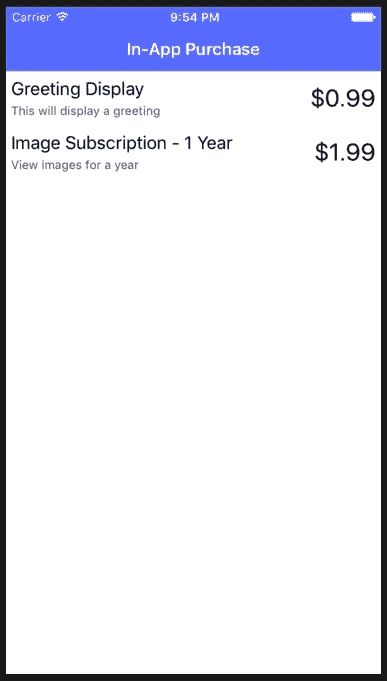 Carrier 9:54 PM
In-App Purchase
Greeting Display $0.99
This will display a greeting
Image Subscription - 1 Year $1.99
View images for a year